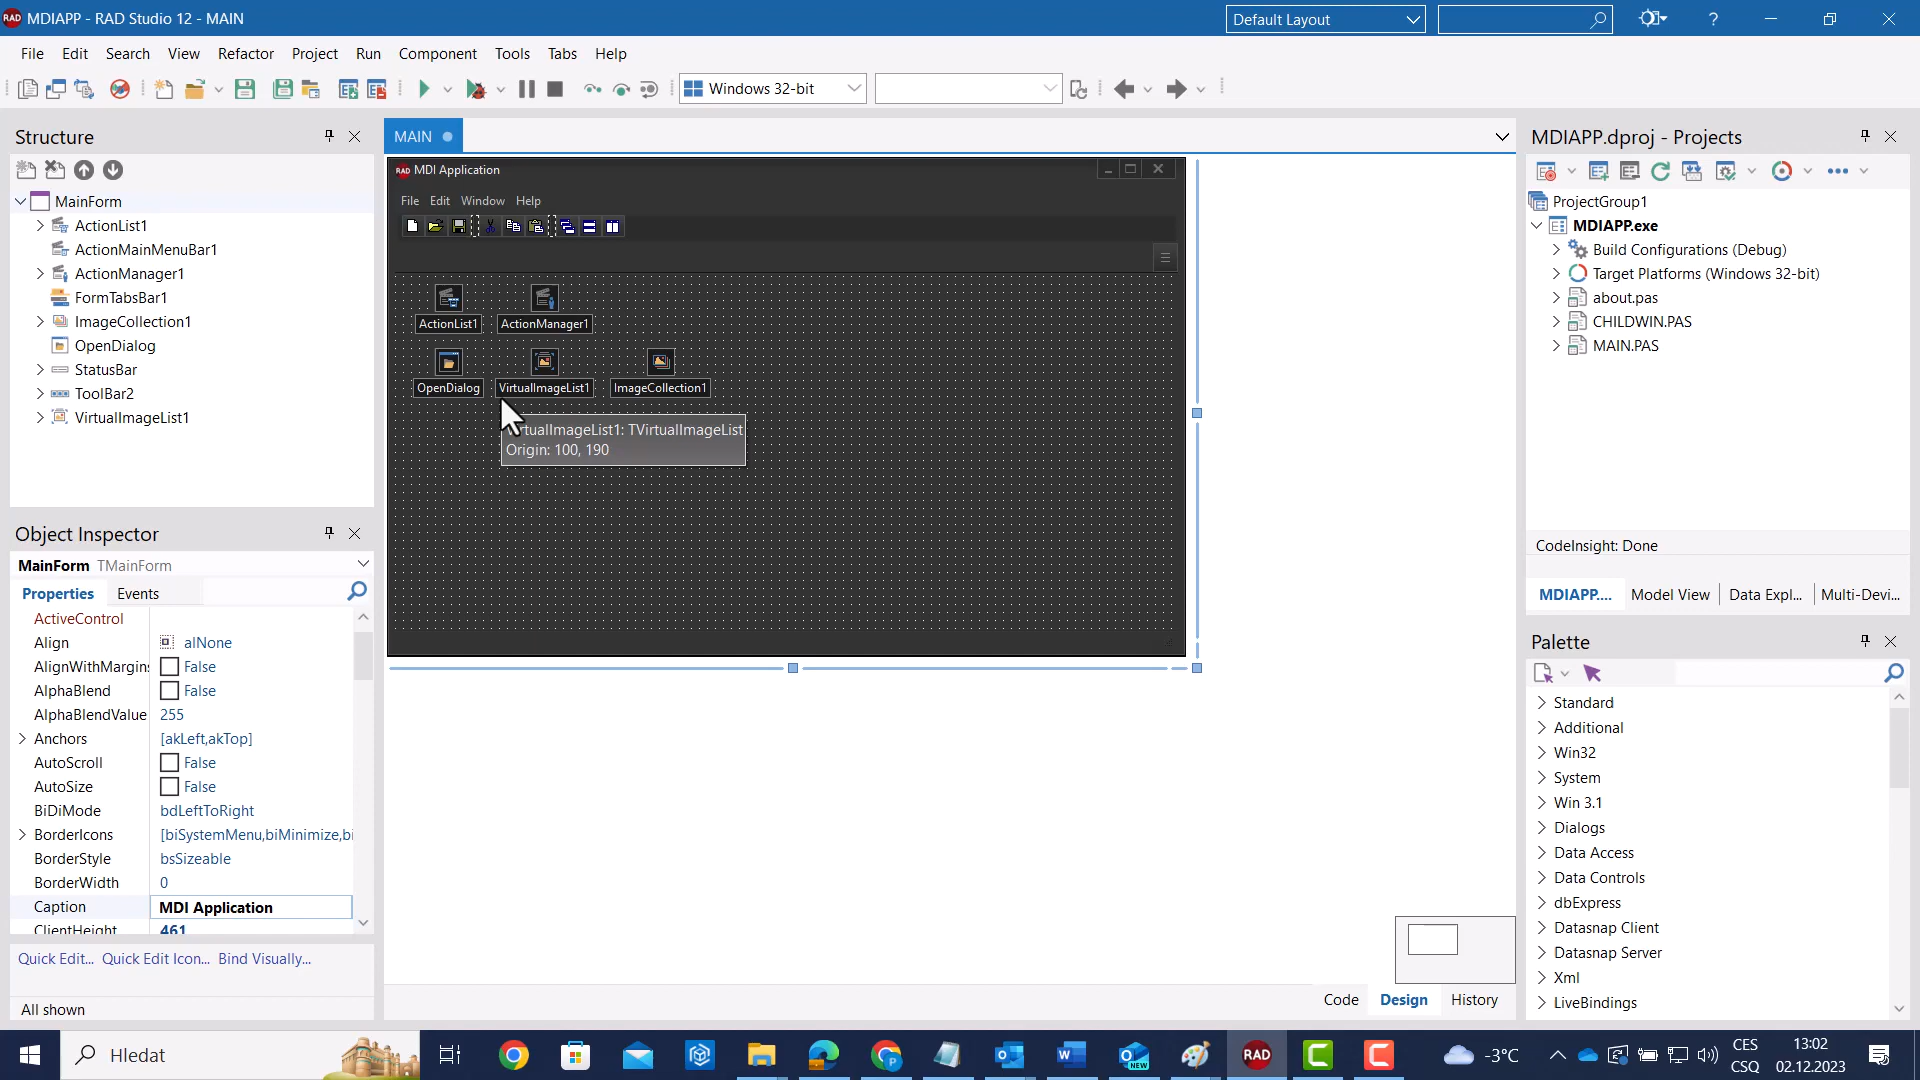 RAD MDIAPP - RAD Studio 12 - MAIN
Default Layout
?
File Edit Search View Refactor Project Run Component Tools Tabs Help
Windows 32-bit
Structure
MainForm
ActionList1
ActionMainMenuBar1
ActionManager1
FormTabsBar1
ImageCollection1
OpenDialog
StatusBar
ToolBar2
VirtualImageList1
Object Inspector
MainForm TMainForm
Properties Events
ActiveControl
Align alNone
AlignWithMargins False
AlphaBlend False
AlphaBlendValue 255
Anchors [akLeft,akTop]
AutoScroll False
AutoSize False
BiDiMode bdLeftToRight
BorderIcons [biSystemMenu,biMinimize,bi
BorderStyle bsSizeable
BorderWidth 0
Caption MDI Application
ClientHeight 461
Quick Edit... Quick Edit Icon... Bind Visually...
All shown
MAIN
RAD MDI Application
File Edit Window Help
ActionList1 ActionManager1
OpenDialog VirtualImageList1 ImageCollection1
rtualImageList1: TVirtualImageList
Origin: 100, 190
Code Design History
MDIAPP.dproj - Projects
ProjectGroup1
MDIAPP.exe
Build Configurations (Debug)
Target Platforms (Windows 32-bit)
about.pas
CHILDWIN.PAS
MAIN.PAS
CodeInsight: Done
MDIAPP.... Model View Data Expl... Multi-Devi...
Palette
Standard
Additional
Win32
System
Win 3.1
Dialogs
Data Access
Data Controls
dbExpress
Datasnap Client
Datasnap Server
Xml
LiveBindings
Hledat
P
NEW
RAD
-3°C
CES
CSQ
13:02
02.12.2023